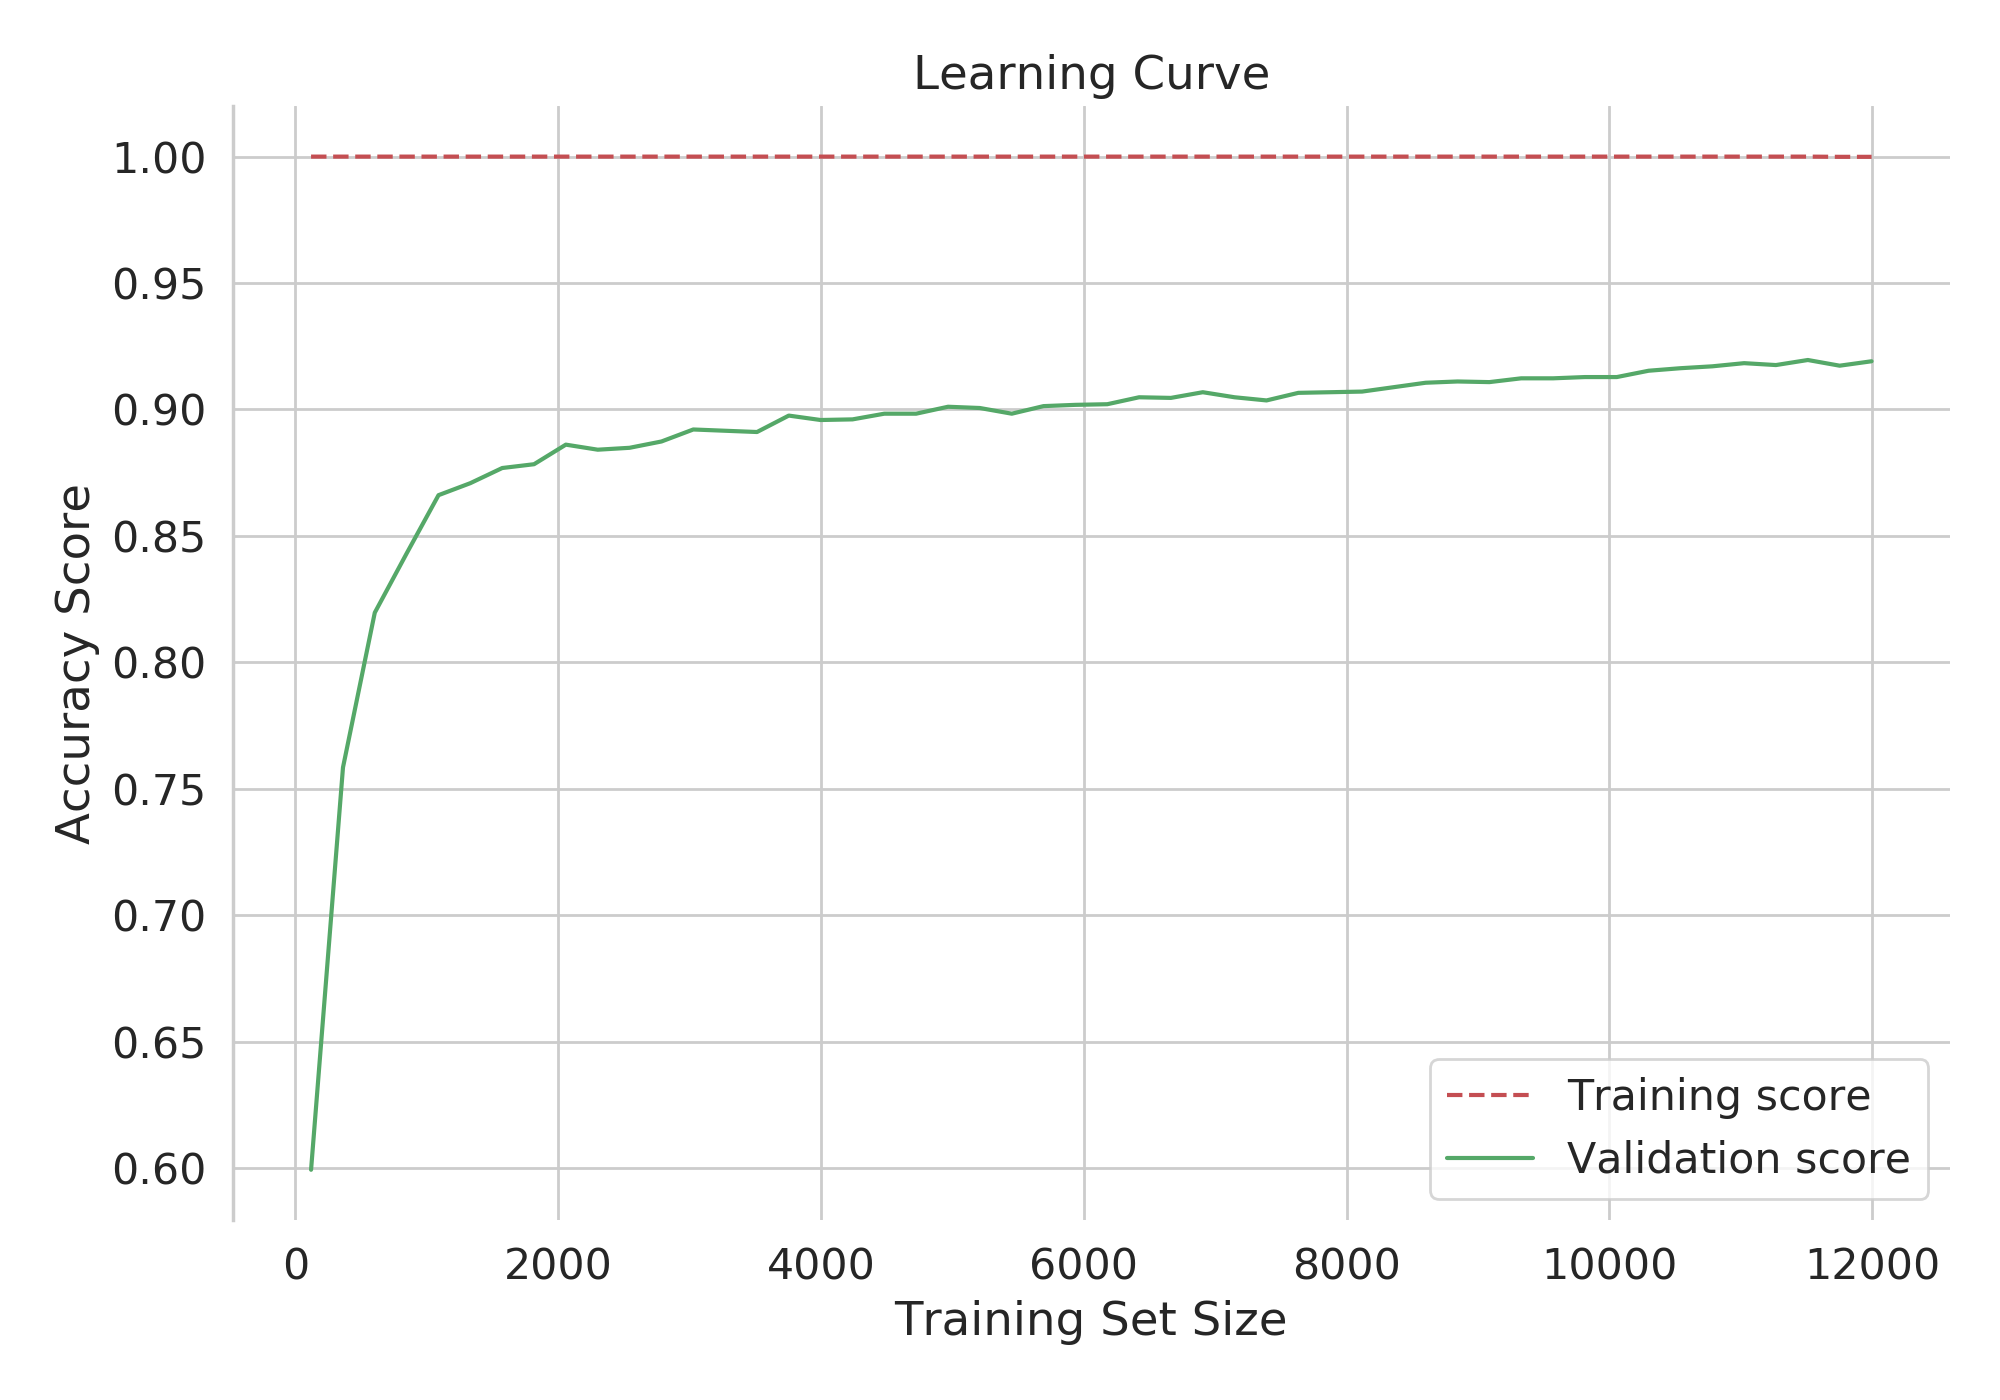 Learning Curve
1.00
0.95
0.90
0.85
0.80
0.75
0.70
0.65
0.60
Accuracy Score
Training score
Validation score
0 2000 4000 6000 8000 10000 12000
Training Set Size